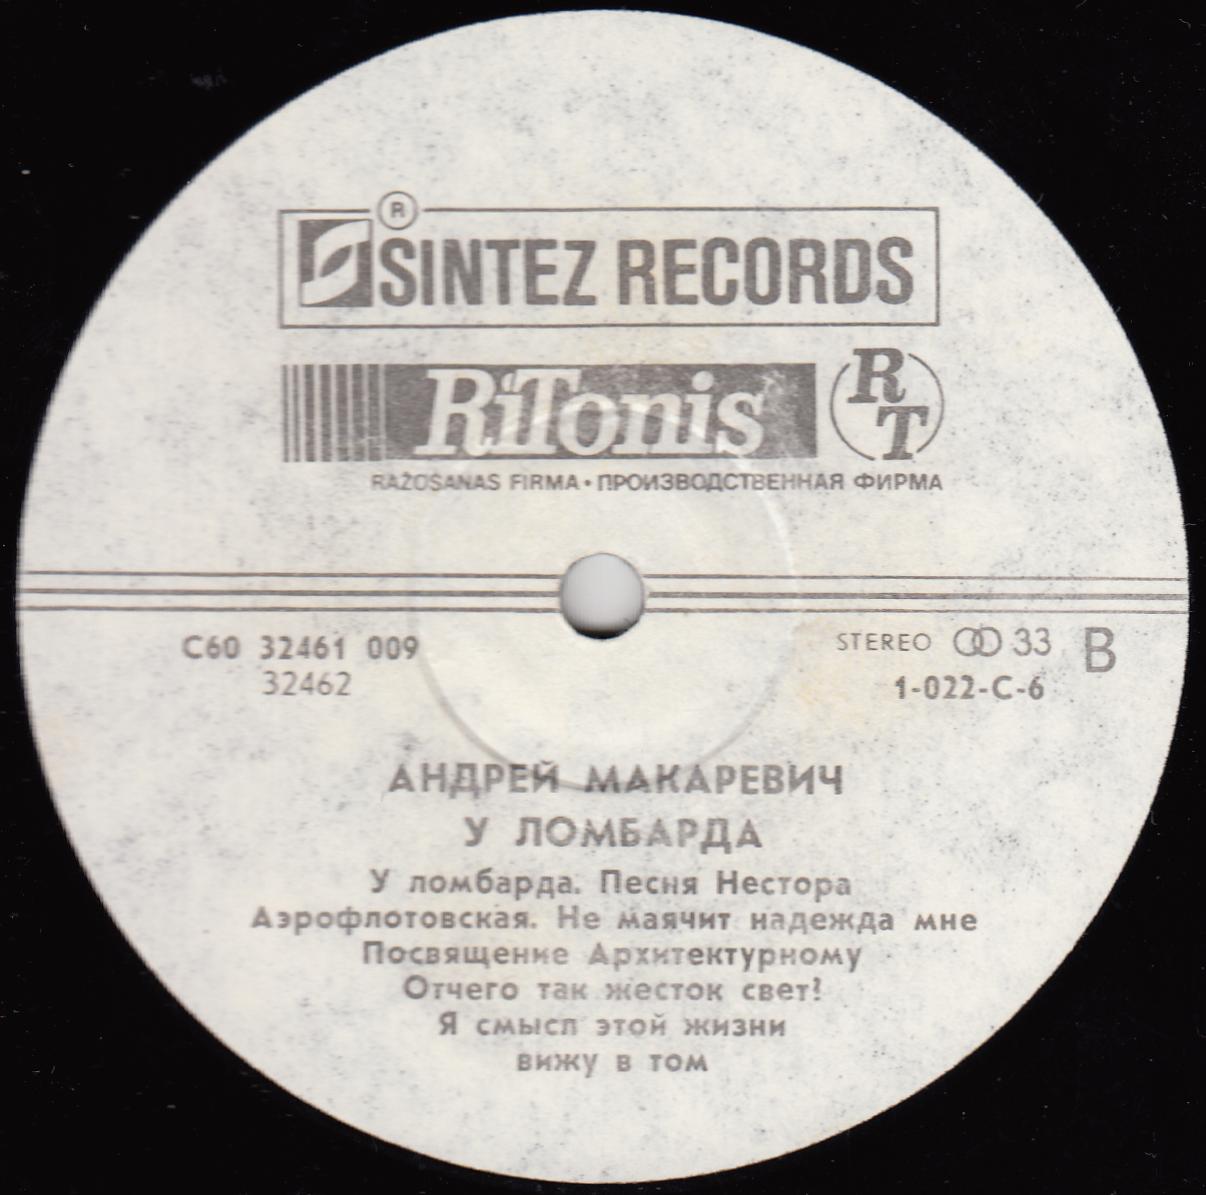 ®
SINTEZ RECORDS
RiTonis
RT
RAŽOŠANAS FIRMA • ПРОИЗВОДСТВЕННАЯ ФИРМА
С60 32461 009
32462
STEREO 33 B
1-022-С-6
АНДРЕЙ МАКАРЕВИЧ
У ЛОМБАРДА
У ломбарда. Песня Нестора
Аэрофлотовская. Не маячит надежда мне
Посвящение Архитектурному
Отчего так жесток свет?
Я смысл этой жизни
вижу в том